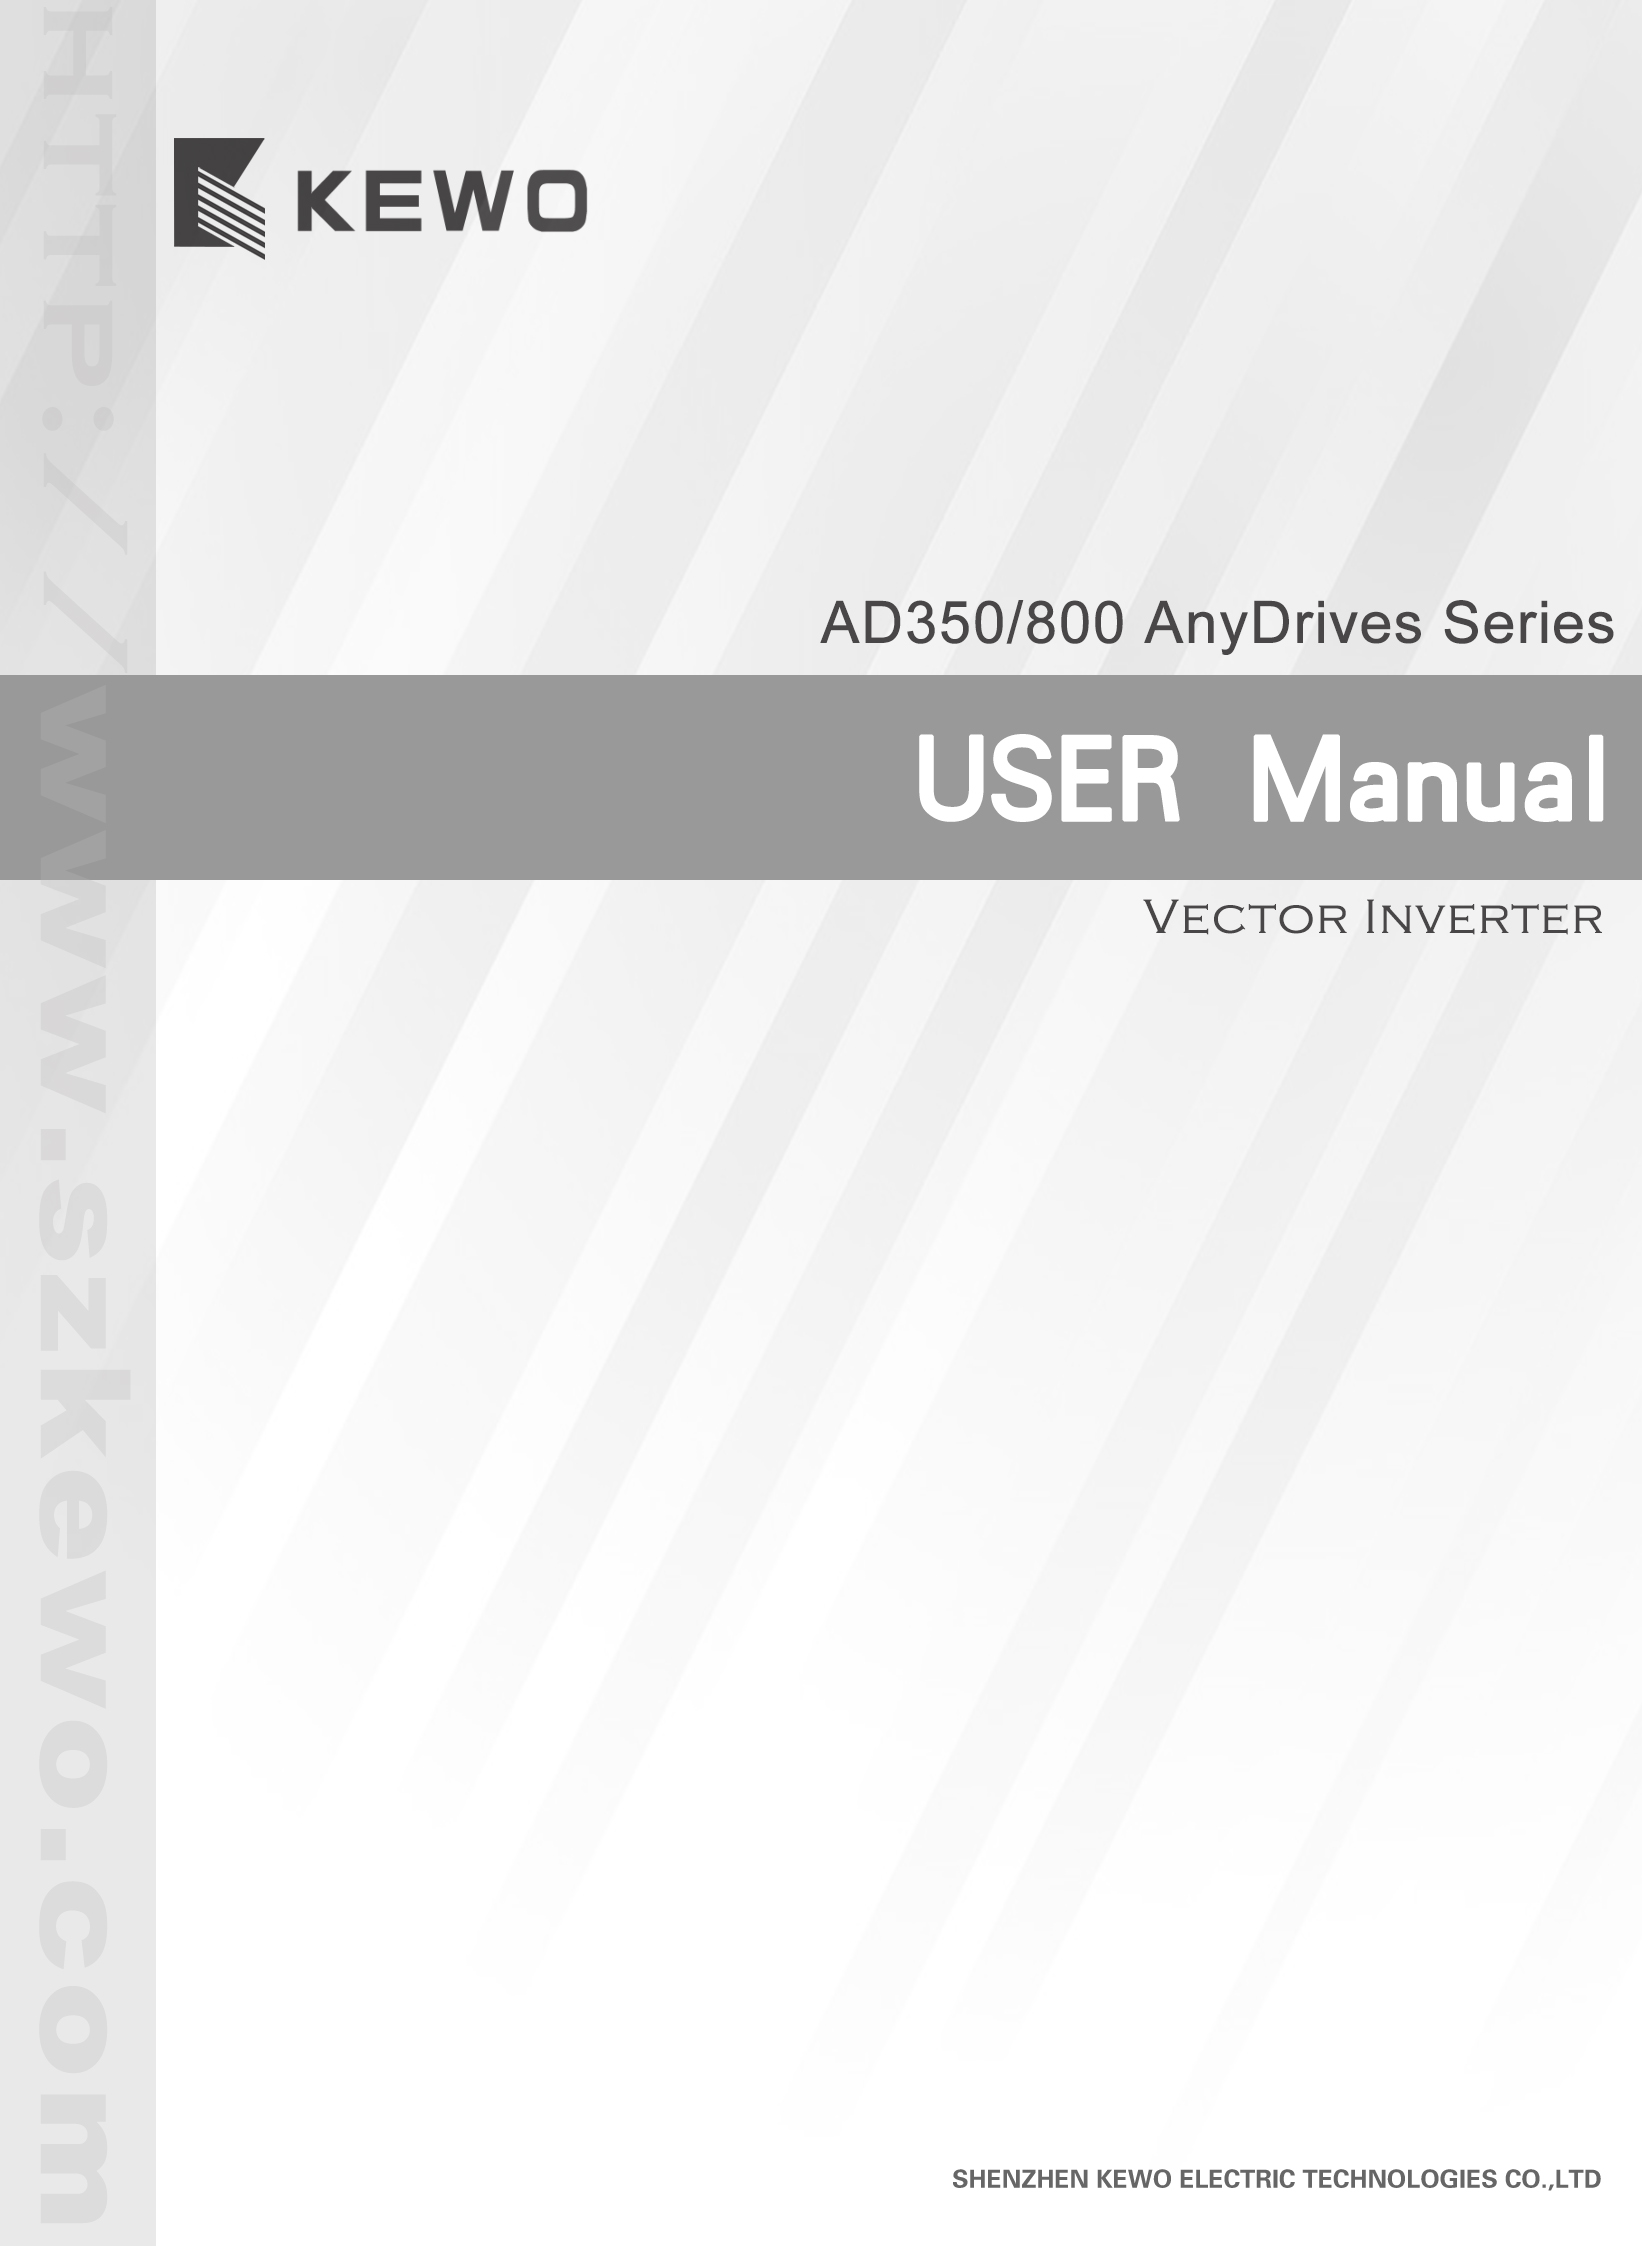 KEWO
AD350/800 AnyDrives Series
USER Manual
VECTOR INVERTER
HTTP://www.szkewo.com
SHENZHEN KEWO ELECTRIC TECHNOLOGIES CO.,LTD